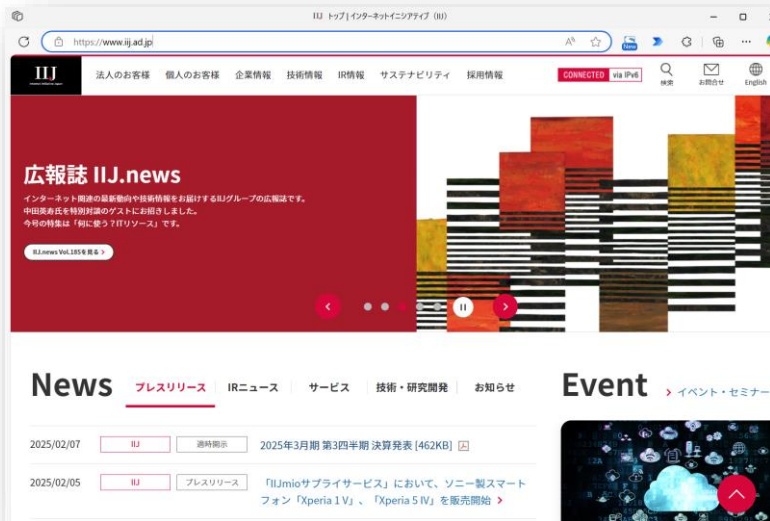 IIJ トップ | インターネットイニシアティブ (IIJ)
https://www.iij.ad.jp
New
IIJ
法人のお客様 個人のお客様 企業情報 技術情報 IR情報 サステナビリティ 採用情報
CONNECTED via IPv6
検索 お問合せ English
広報誌 IIJ.news
インターネット関連の最新動向や技術情報をお届けするIIJグループの広報誌です。
中田英寿氏を特別対談のゲストにお招きしました。
今号の特集は「何に使う？ITリソース」です。
IIJ.news Vol.185を見る >
News プレスリリース IRニュース サービス 技術・研究開発 お知らせ
2025/02/07 IIJ 適時開示 2025年3月期 第3四半期 決算発表 [462KB]
2025/02/05 IIJ プレスリリース 「IIJmioサプライサービス」において、ソニー製スマート
フォン「Xperia 1 V」、「Xperia 5 IV」を販売開始 >
Event > イベント・セミナー